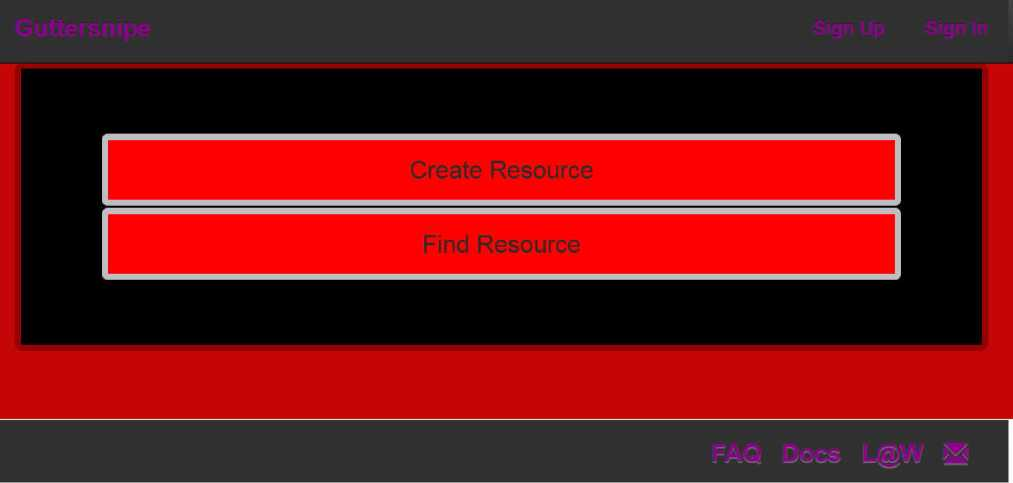 Guttersnipe Sign Up Sign In
Create Resource
Find Resource
FAQ Docs L@W